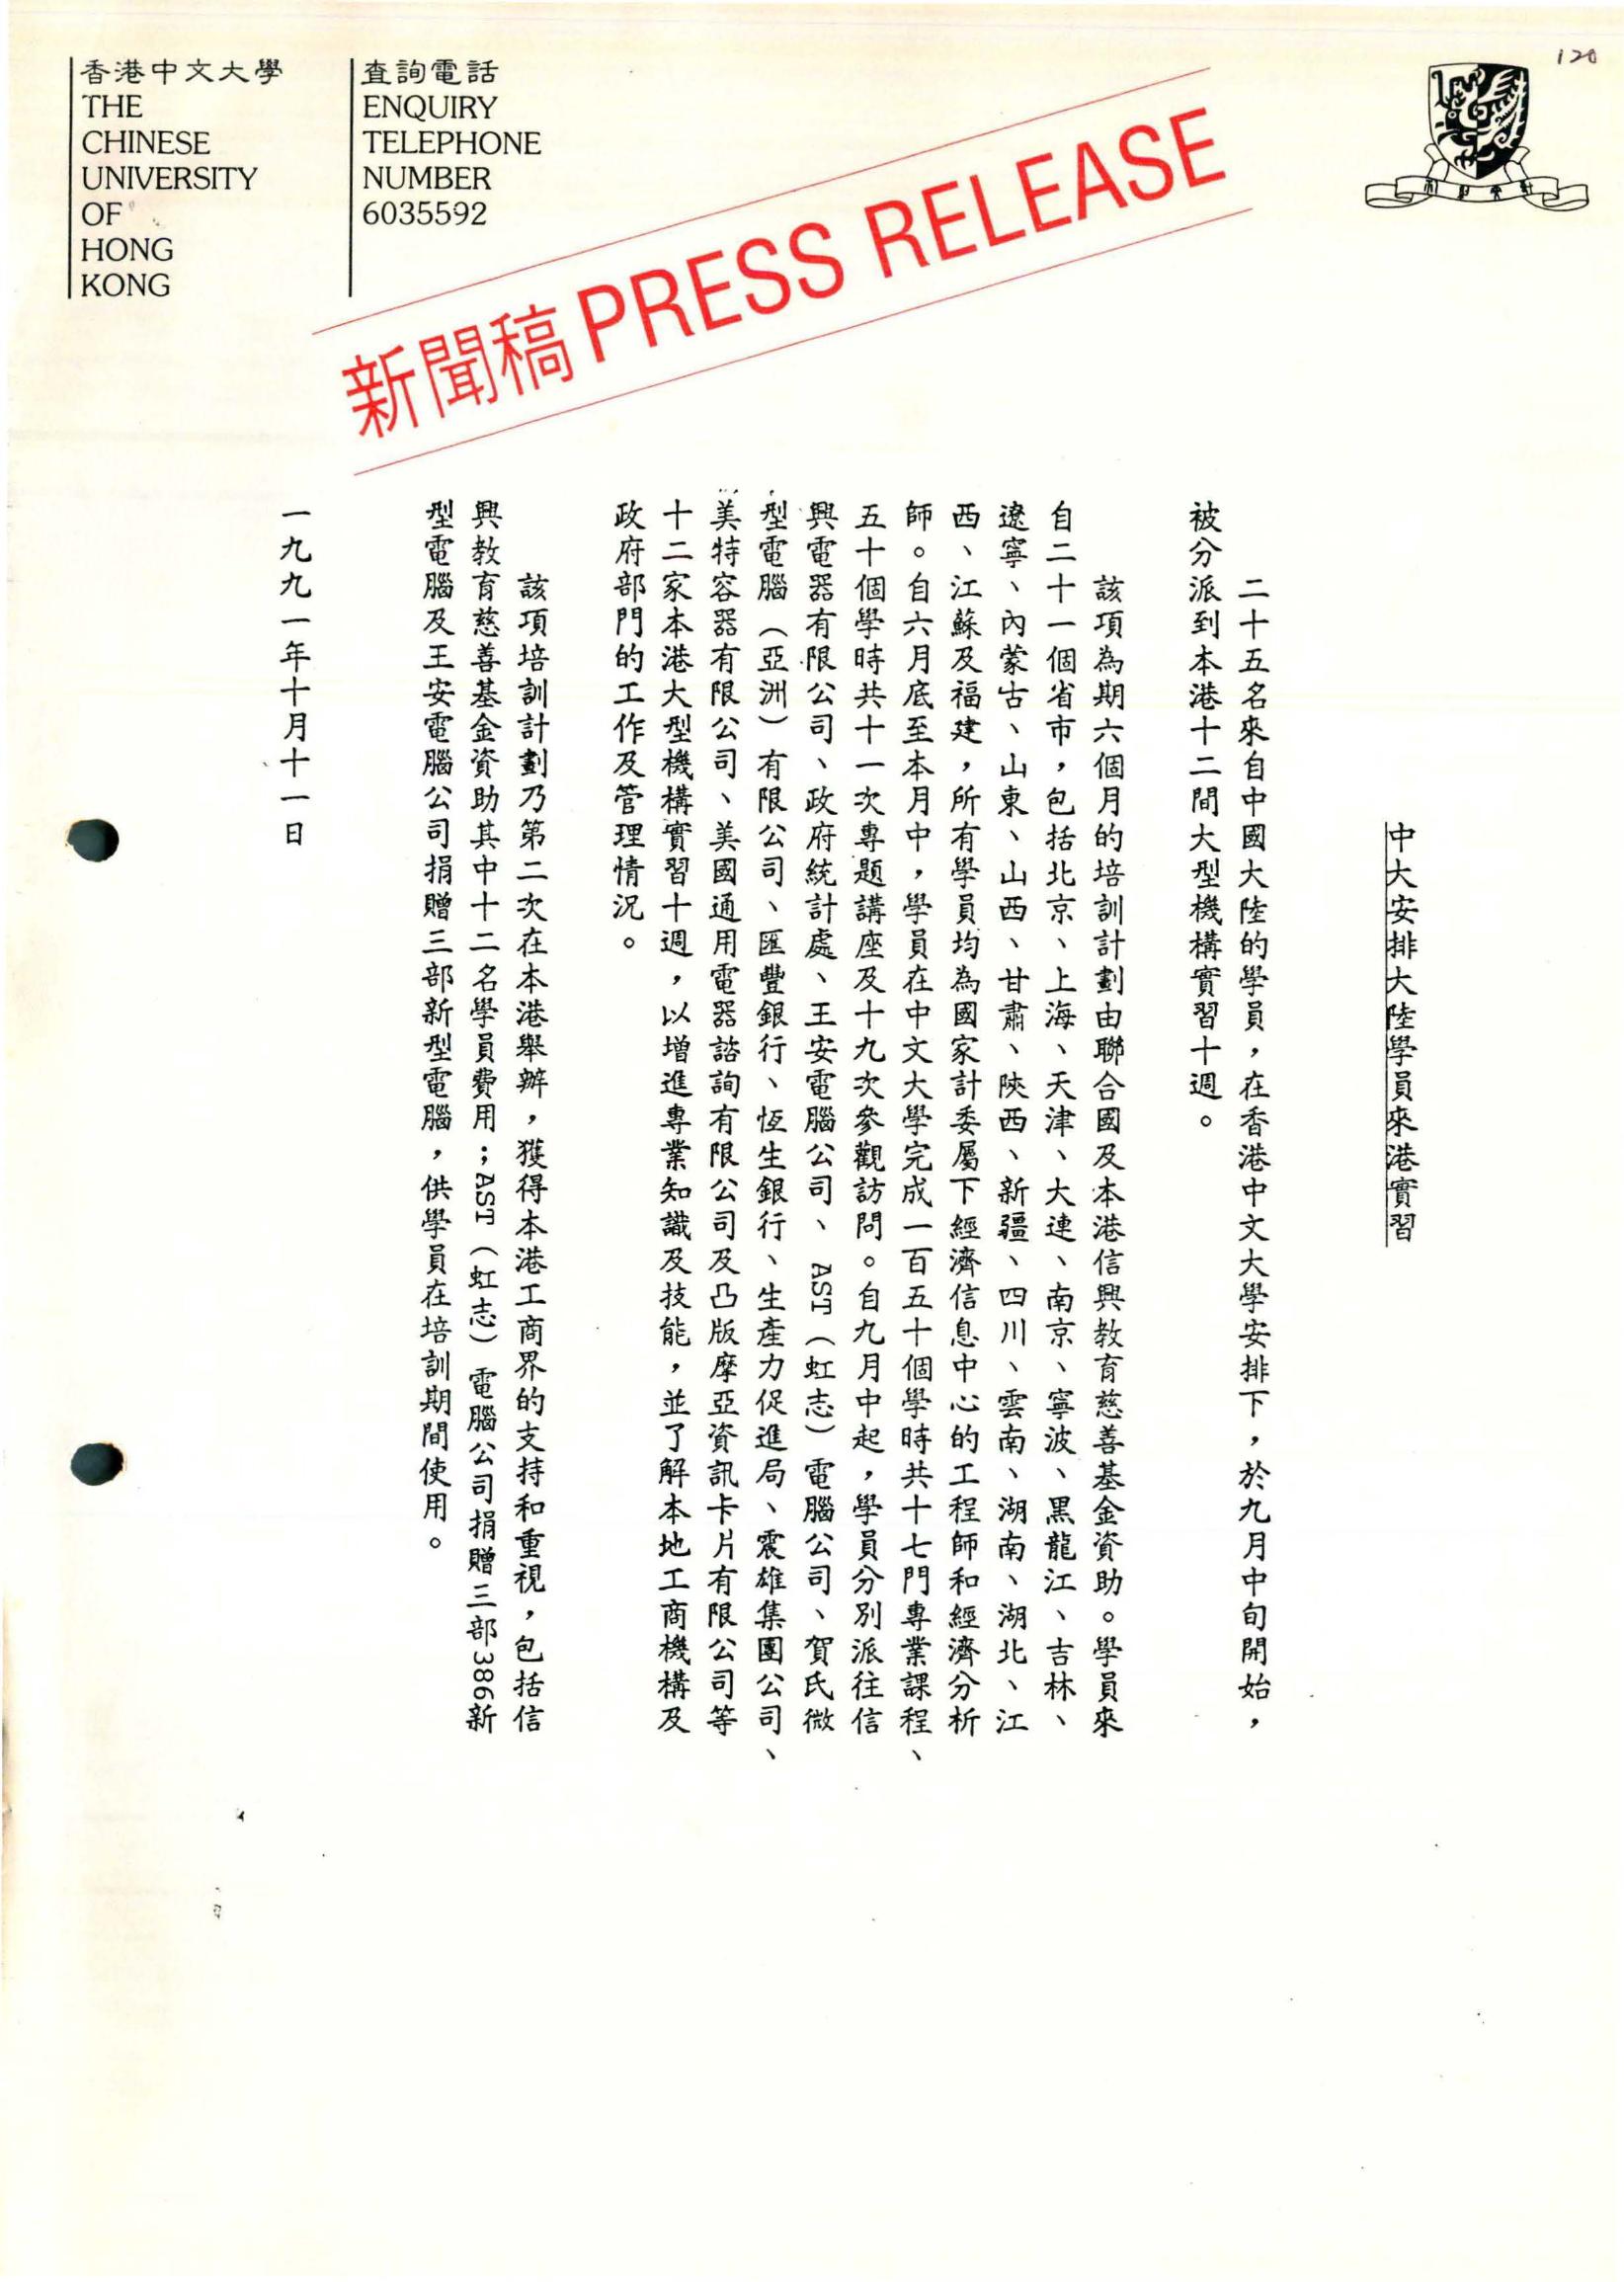 香港中文大學
THE
CHINESE
UNIVERSITY
OF
HONG
KONG
查詢電話
ENQUIRY
TELEPHONE
NUMBER
6035592
120
新聞稿 PRESS RELEASE
中大安排大陸學員來港實習
二十五名來自中國大陸的學員，在香港中文大學安排下，於九月中旬開始，
被分派到本港十二間大型機構實習十週。
該項為期六個月的培訓計劃由聯合國及本港信興教育慈善基金資助。學員來
自二十一個省市，包括北京、上海、天津、大連、南京、寧波、黑龍江、吉林、
遼寧、內蒙古、山東、山西、甘肅、陝西、新疆、四川、雲南、湖南、湖北、江
西、江蘇及福建，所有學員均為國家計委屬下經濟信息中心的工程師和經濟分析
師。自六月底至本月中，學員在中文大學完成一百五十個學時共十七門專業課程、
五十個學時共十一次專題講座及十九次參觀訪問。自九月中起，學員分別派往信
興電器有限公司、政府統計處、王安電腦公司、AST（虹志）電腦公司、賀氏微
型電腦（亞洲）有限公司、匯豐銀行、恆生銀行、生產力促進局、震雄集團公司、
美特容器有限公司、美國通用電器諮詢有限公司及凸版摩亞資訊卡片有限公司等
十二家本港大型機構實習十週，以增進專業知識及技能，並了解本地工商機構及
政府部門的工作及管理情況。
該項培訓計劃乃第二次在本港舉辦，獲得本港工商界的支持和重視，包括信
興教育慈善基金資助其中十二名學員費用；AST（虹志）電腦公司捐贈三部386新
型電腦及王安電腦公司捐贈三部新型電腦，供學員在培訓期間使用。
一九九一年十月十一日